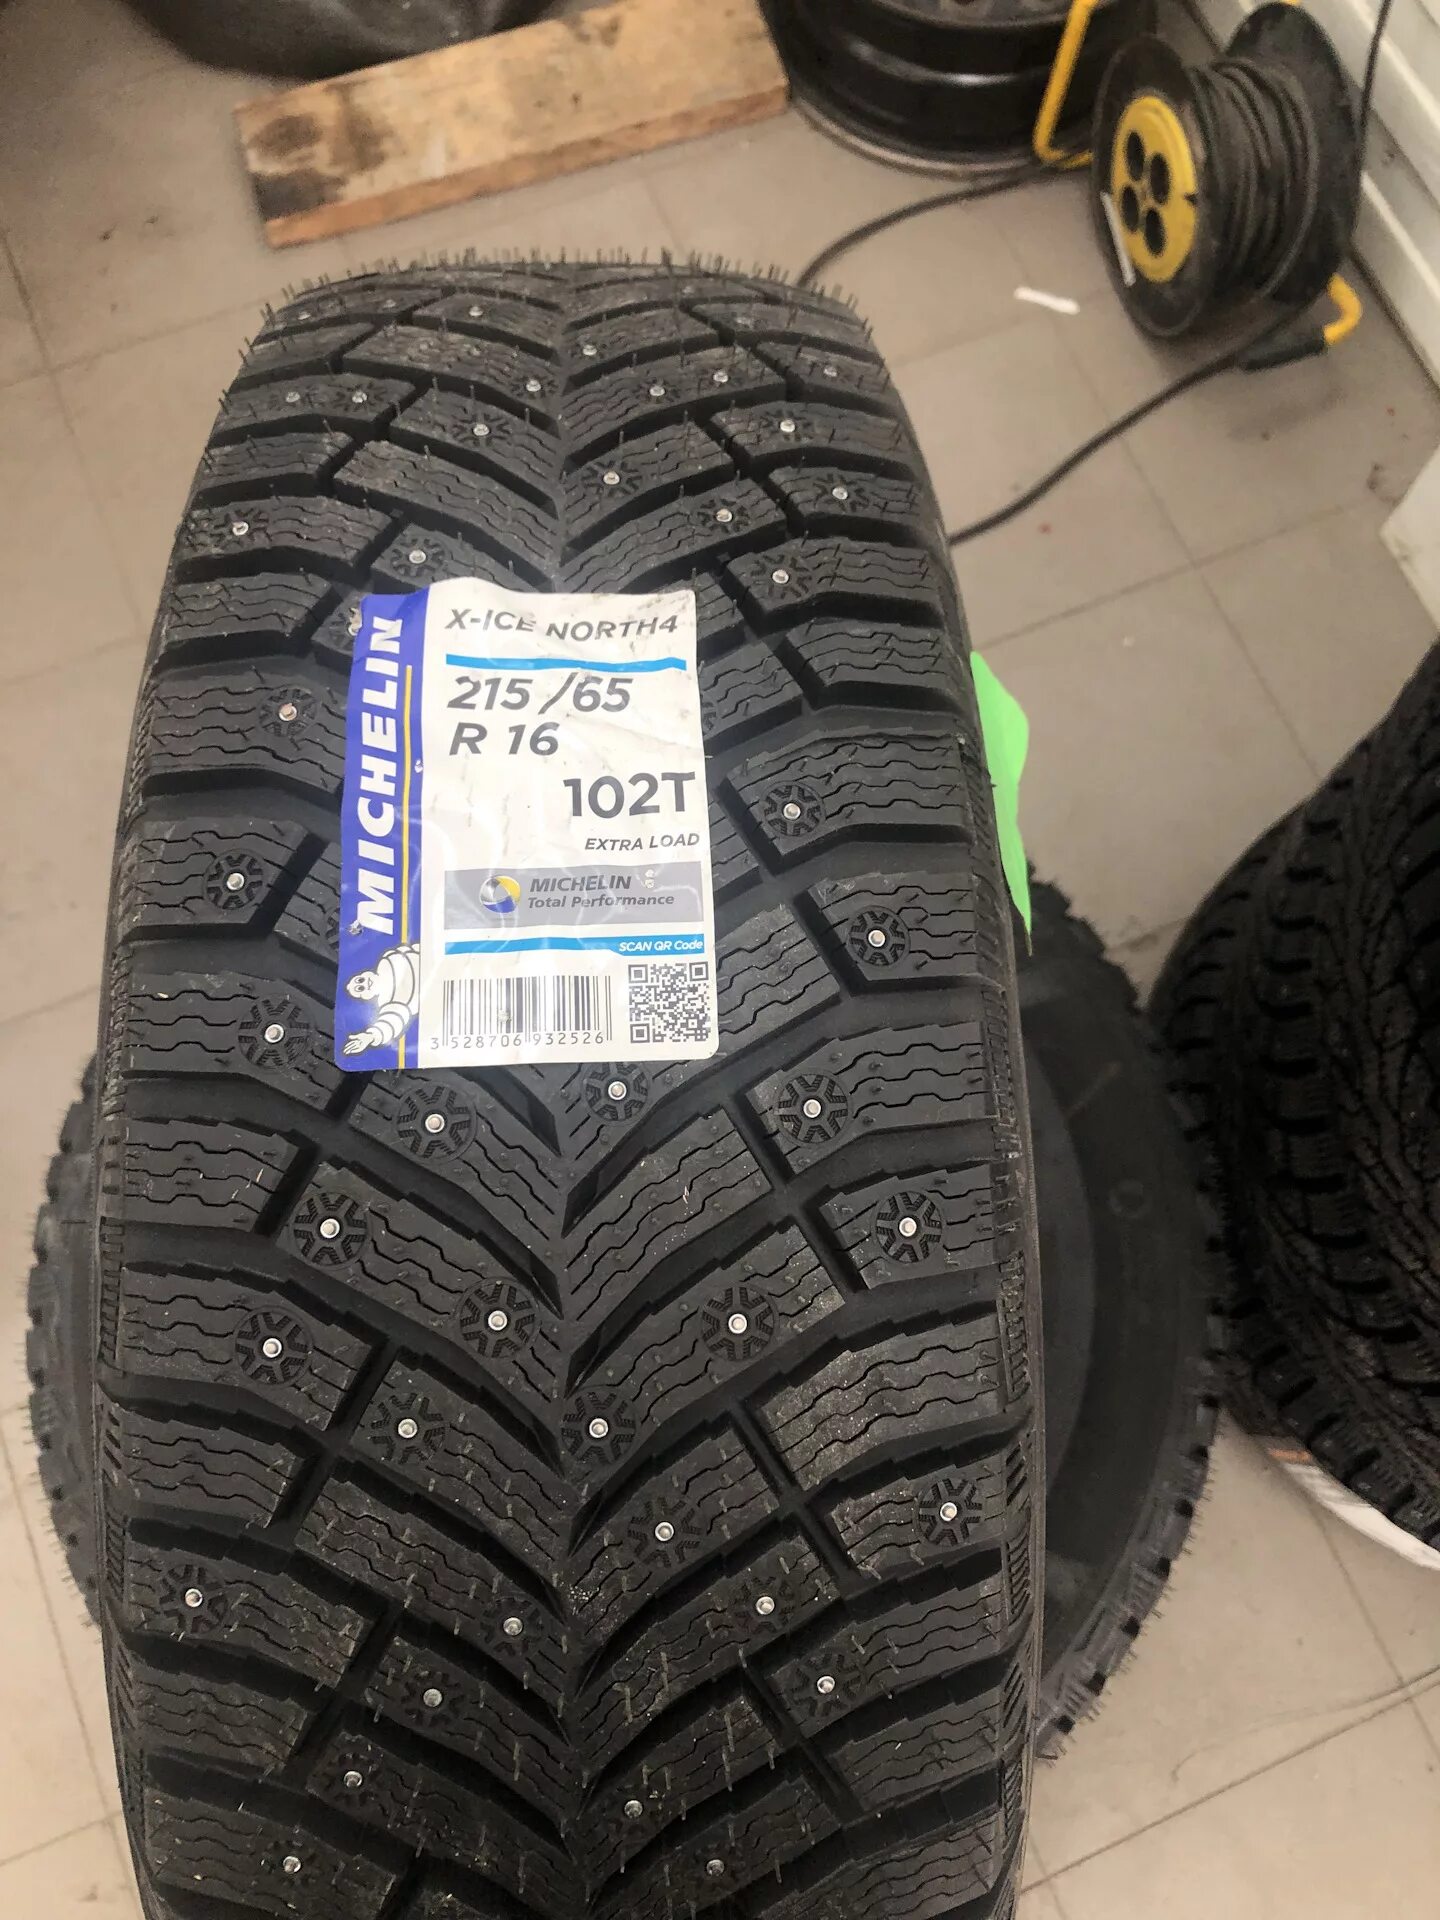 MICHELIN
X-ICE NORTH4
215/65
R 16
102T
EXTRA LOAD
MICHELIN
Total Performance
SCAN QR Code
3 528706 932526